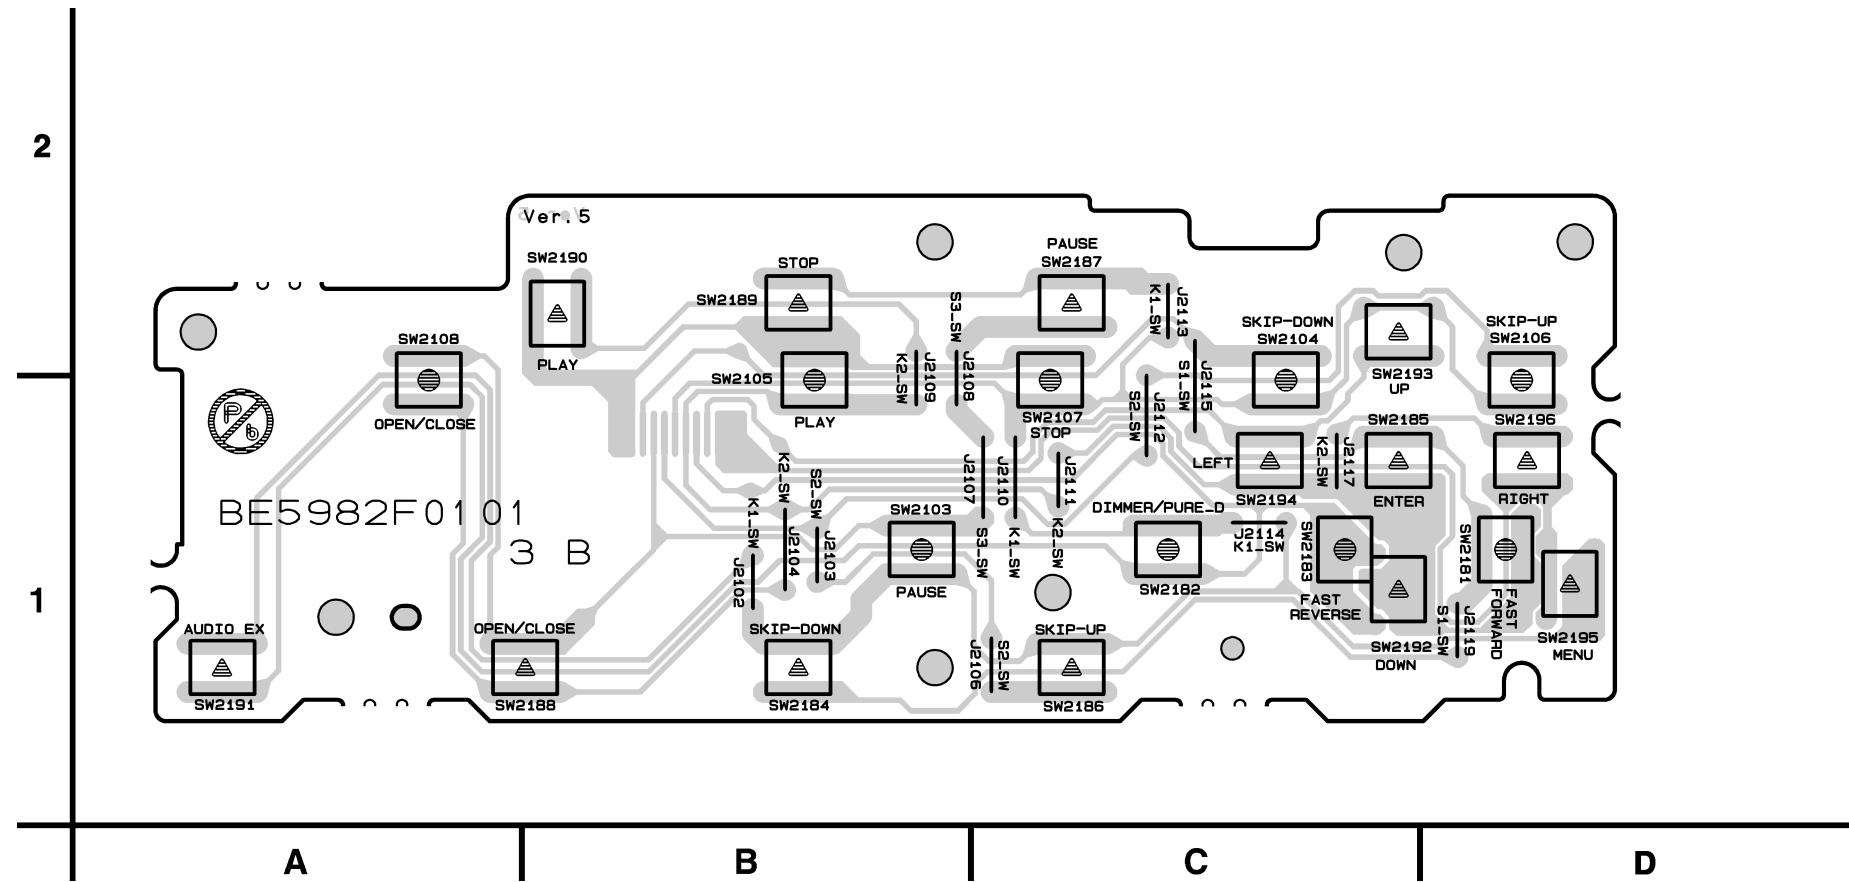 2
Ver.5
SW2190
PLAY
STOP
SW2189
PAUSE
SW2187
S3_SW
J2108
K1_SW
J2113
SKIP-DOWN
SW2104
SKIP-UP
SW2106
SW2193
UP
SW2108
OPEN/CLOSE
SW2105
PLAY
K2_SW
J2109
SW2107
STOP
S2_SW
J2112
S1_SW
J2115
SW2185
SW2196
LEFT
SW2194
K2_SW
J2117
ENTER
RIGHT
K2_SW
S2_SW
J2107
J2110
J2111
BE5982F01 01
3 B
K1_SW
J2104
J2103
J2102
SW2103
PAUSE
S3_SW
K1_SW
K2_SW
DIMMER/PURE_D
SW2182
J2114
K1_SW
SW2183
FAST
REVERSE
SW2181
FAST
FORWARD
1
P
b
AUDIO EX
SW2191
OPEN/CLOSE
SW2188
SKIP-DOWN
SW2184
J2106
S2_SW
SKIP-UP
SW2186
SW2192
DOWN
S1_SW
J2119
SW2195
MENU
A
B
C
D